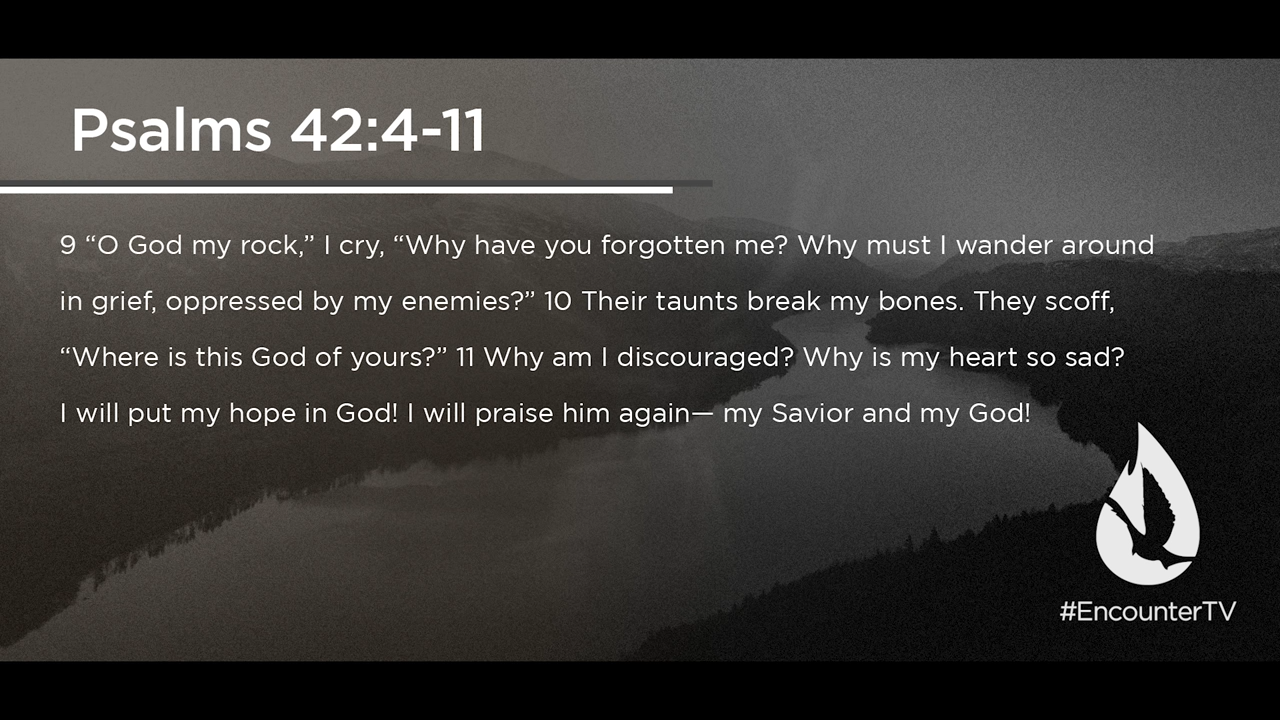 Psalms 42:4-11
9 “O God my rock,” I cry, “Why have you forgotten me? Why must I wander around
in grief, oppressed by my enemies?” 10 Their taunts break my bones. They scoff,
“Where is this God of yours?” 11 Why am I discouraged? Why is my heart so sad?
I will put my hope in God! I will praise him again— my Savior and my God!
#EncounterTV